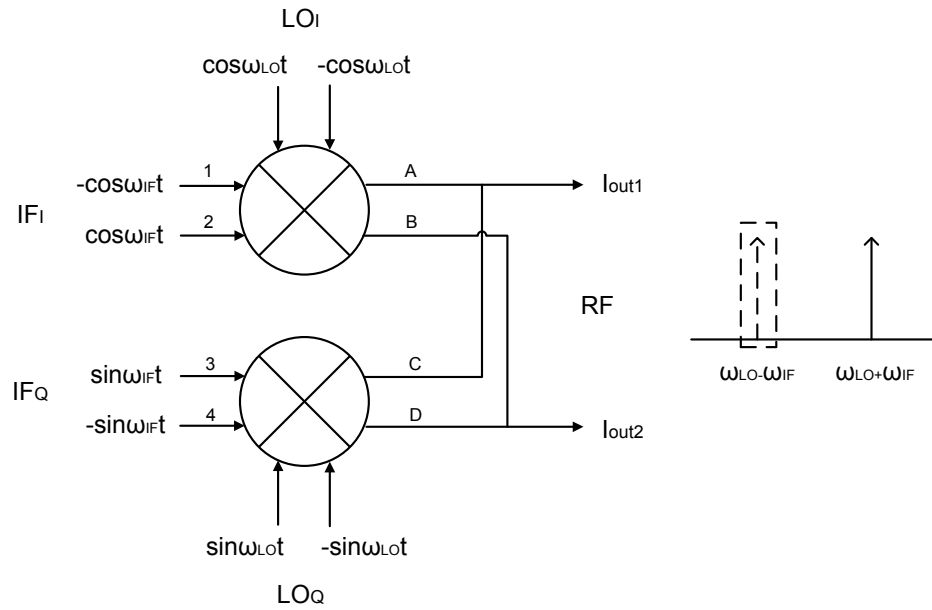 LOI
cosωLOt -cosωLOt
1
A
-cosωIFt
Iout1
IFI
2
B
cosωIFt
RF
3
C
sinωIFt
ωLO-ωIF ωLO+ωIF
IFQ
4
D
-sinωIFt
Iout2
sinωLOt -sinωLOt
LOQ